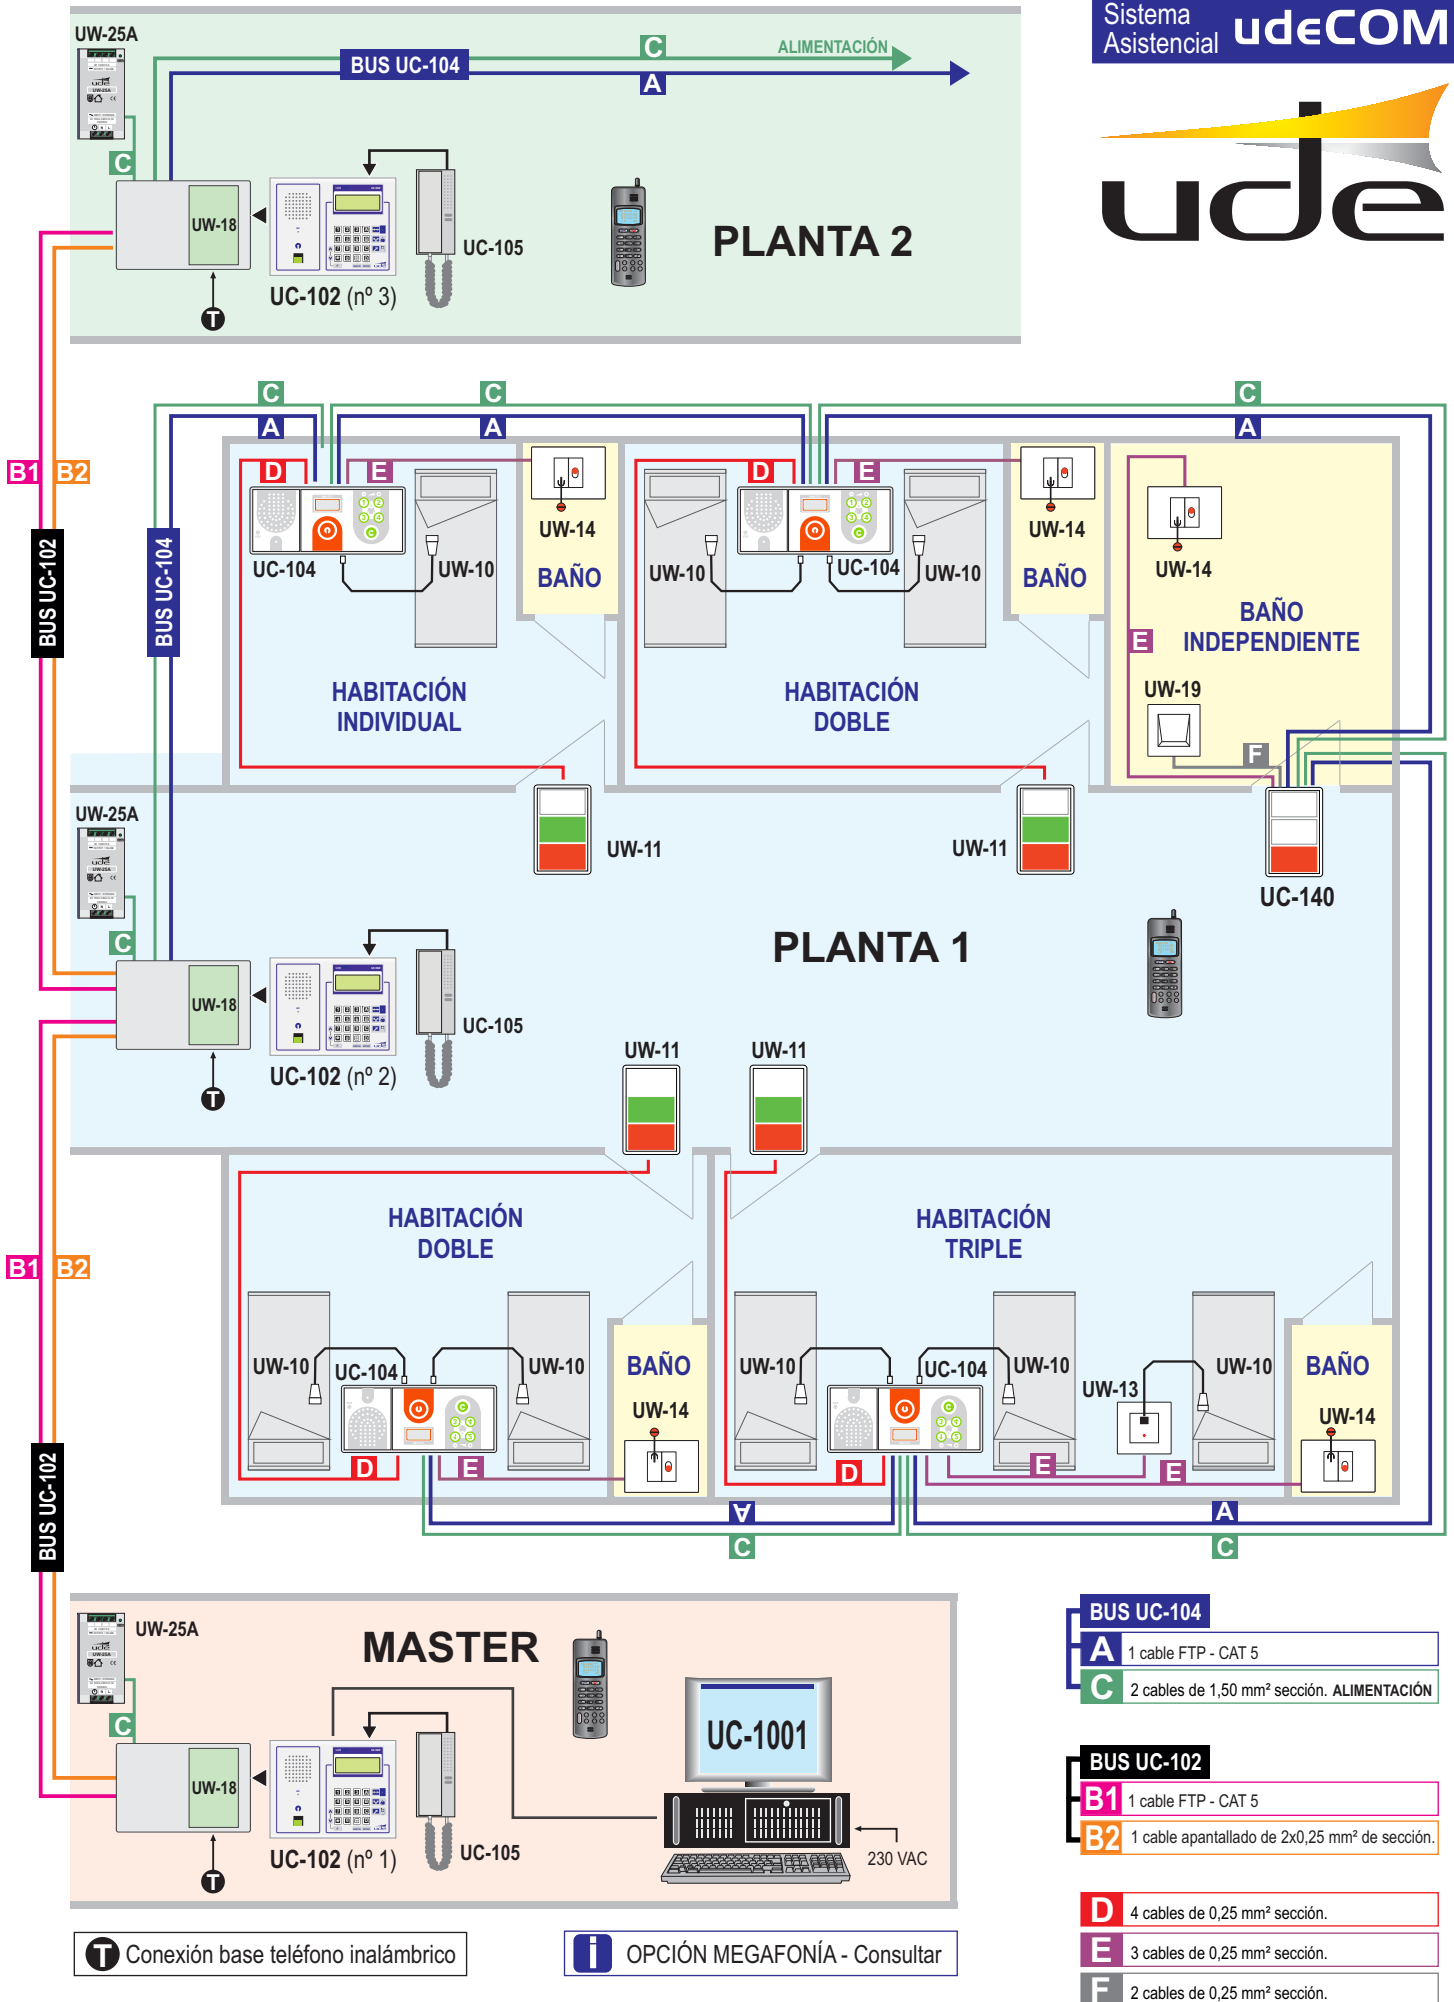 Sistema
Asistencial udeCOM
ude
UW-25A
ude
UW-25A
C
BUS UC-104
C
ALIMENTACIÓN
A
UW-18
T
UC-102 (nº 3)
UC-105
PLANTA 2
B1
B2
BUS UC-102
BUS UC-104
C
C
C
A
A
A
D
E
D
E
UC-104
UW-10
UW-14
BAÑO
UW-10
UC-104
UW-10
UW-14
BAÑO
UW-14
BAÑO
INDEPENDIENTE
E
HABITACIÓN
INDIVIDUAL
HABITACIÓN
DOBLE
UW-19
F
UW-11
UW-11
UC-140
UW-25A
ude
UW-25A
C
UW-18
T
UC-102 (nº 2)
UC-105
PLANTA 1
UW-11
UW-11
B1
B2
BUS UC-102
HABITACIÓN
DOBLE
HABITACIÓN
TRIPLE
UW-10
UC-104
UW-10
BAÑO
UW-14
D
E
UW-10
UC-104
UW-10
UW-13
UW-10
BAÑO
UW-14
D
E
E
A
C
A
C
UW-25A
ude
UW-25A
C
MASTER
UW-18
T
UC-102 (nº 1)
UC-105
UC-1001
230 VAC
BUS UC-104
A 1 cable FTP - CAT 5
C 2 cables de 1,50 mm² sección. ALIMENTACIÓN
BUS UC-102
B1 1 cable FTP - CAT 5
B2 1 cable apantallado de 2x0,25 mm² de sección.
D 4 cables de 0,25 mm² sección.
E 3 cables de 0,25 mm² sección.
F 2 cables de 0,25 mm² sección.
T Conexión base teléfono inalámbrico
i OPCIÓN MEGAFONÍA - Consultar